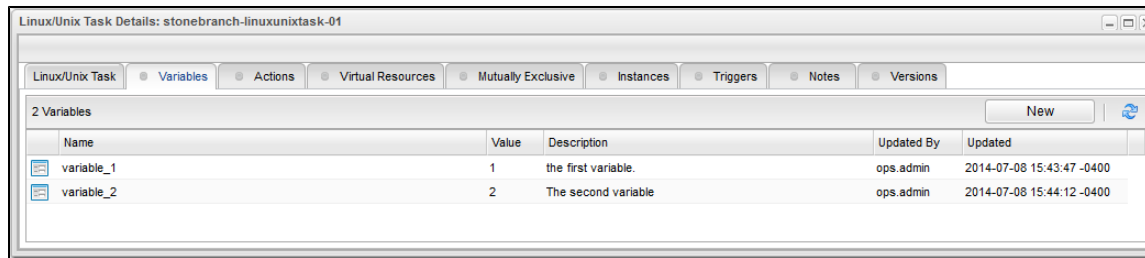 Linux/Unix Task Details: stonebranch-linuxunixtask-01
Linux/Unix Task Variables Actions Virtual Resources Mutually Exclusive Instances Triggers Notes Versions
2 Variables New
Name Value Description Updated By Updated
variable_1 1 the first variable. ops.admin 2014-07-08 15:43:47 -0400
variable_2 2 The second variable ops.admin 2014-07-08 15:44:12 -0400